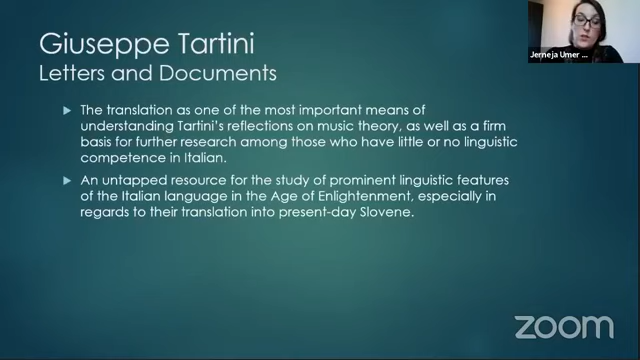 Giuseppe Tartini
Letters and Documents
The translation as one of the most important means of
understanding Tartini's reflections on music theory, as well as a firm
basis for further research among those who have little or no linguistic
competence in Italian.
An untapped resource for the study of prominent linguistic features
of the Italian language in the Age of Enlightenment, especially in
regards to their translation into present-day Slovene.
Jerneja Umer ...
zoom